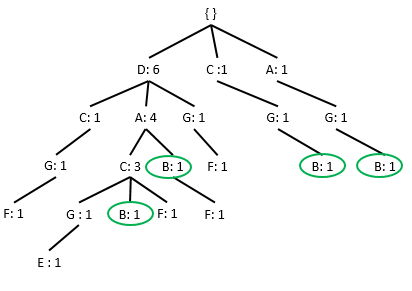 { }
D: 6 C :1 A: 1
C: 1 A: 4 G: 1 G: 1 G: 1
G: 1 C: 3 B: 1 F: 1 B: 1 B: 1
F: 1 G : 1 B: 1 F: 1 F: 1
E : 1